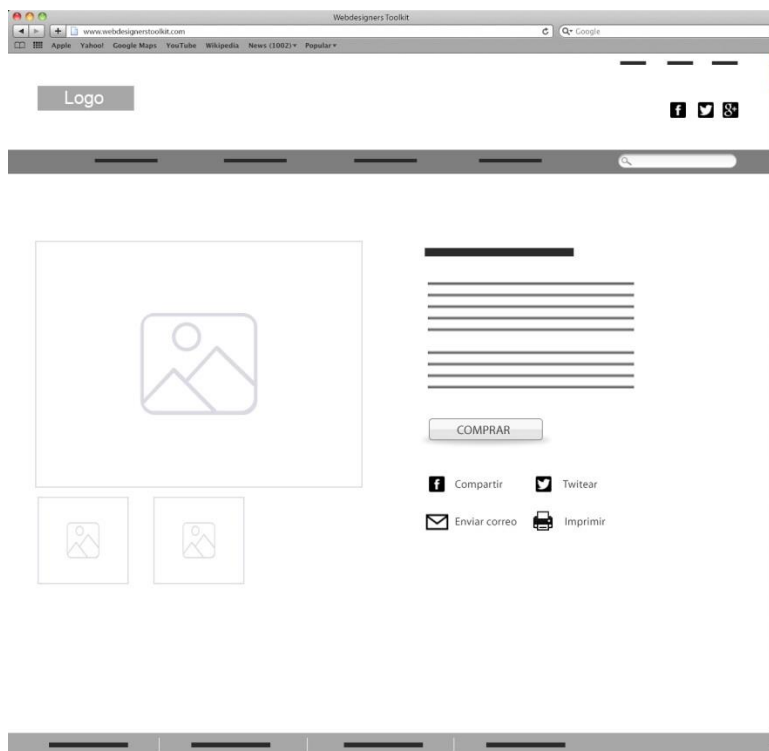 Webdesigners Toolkit
www.webdesignerstoolkit.com
Google
Apple Yahoo! Google Maps YouTube Wikipedia News (1002) Popular
Logo
COMPRAR
Compartir Twitear
Enviar correo Imprimir